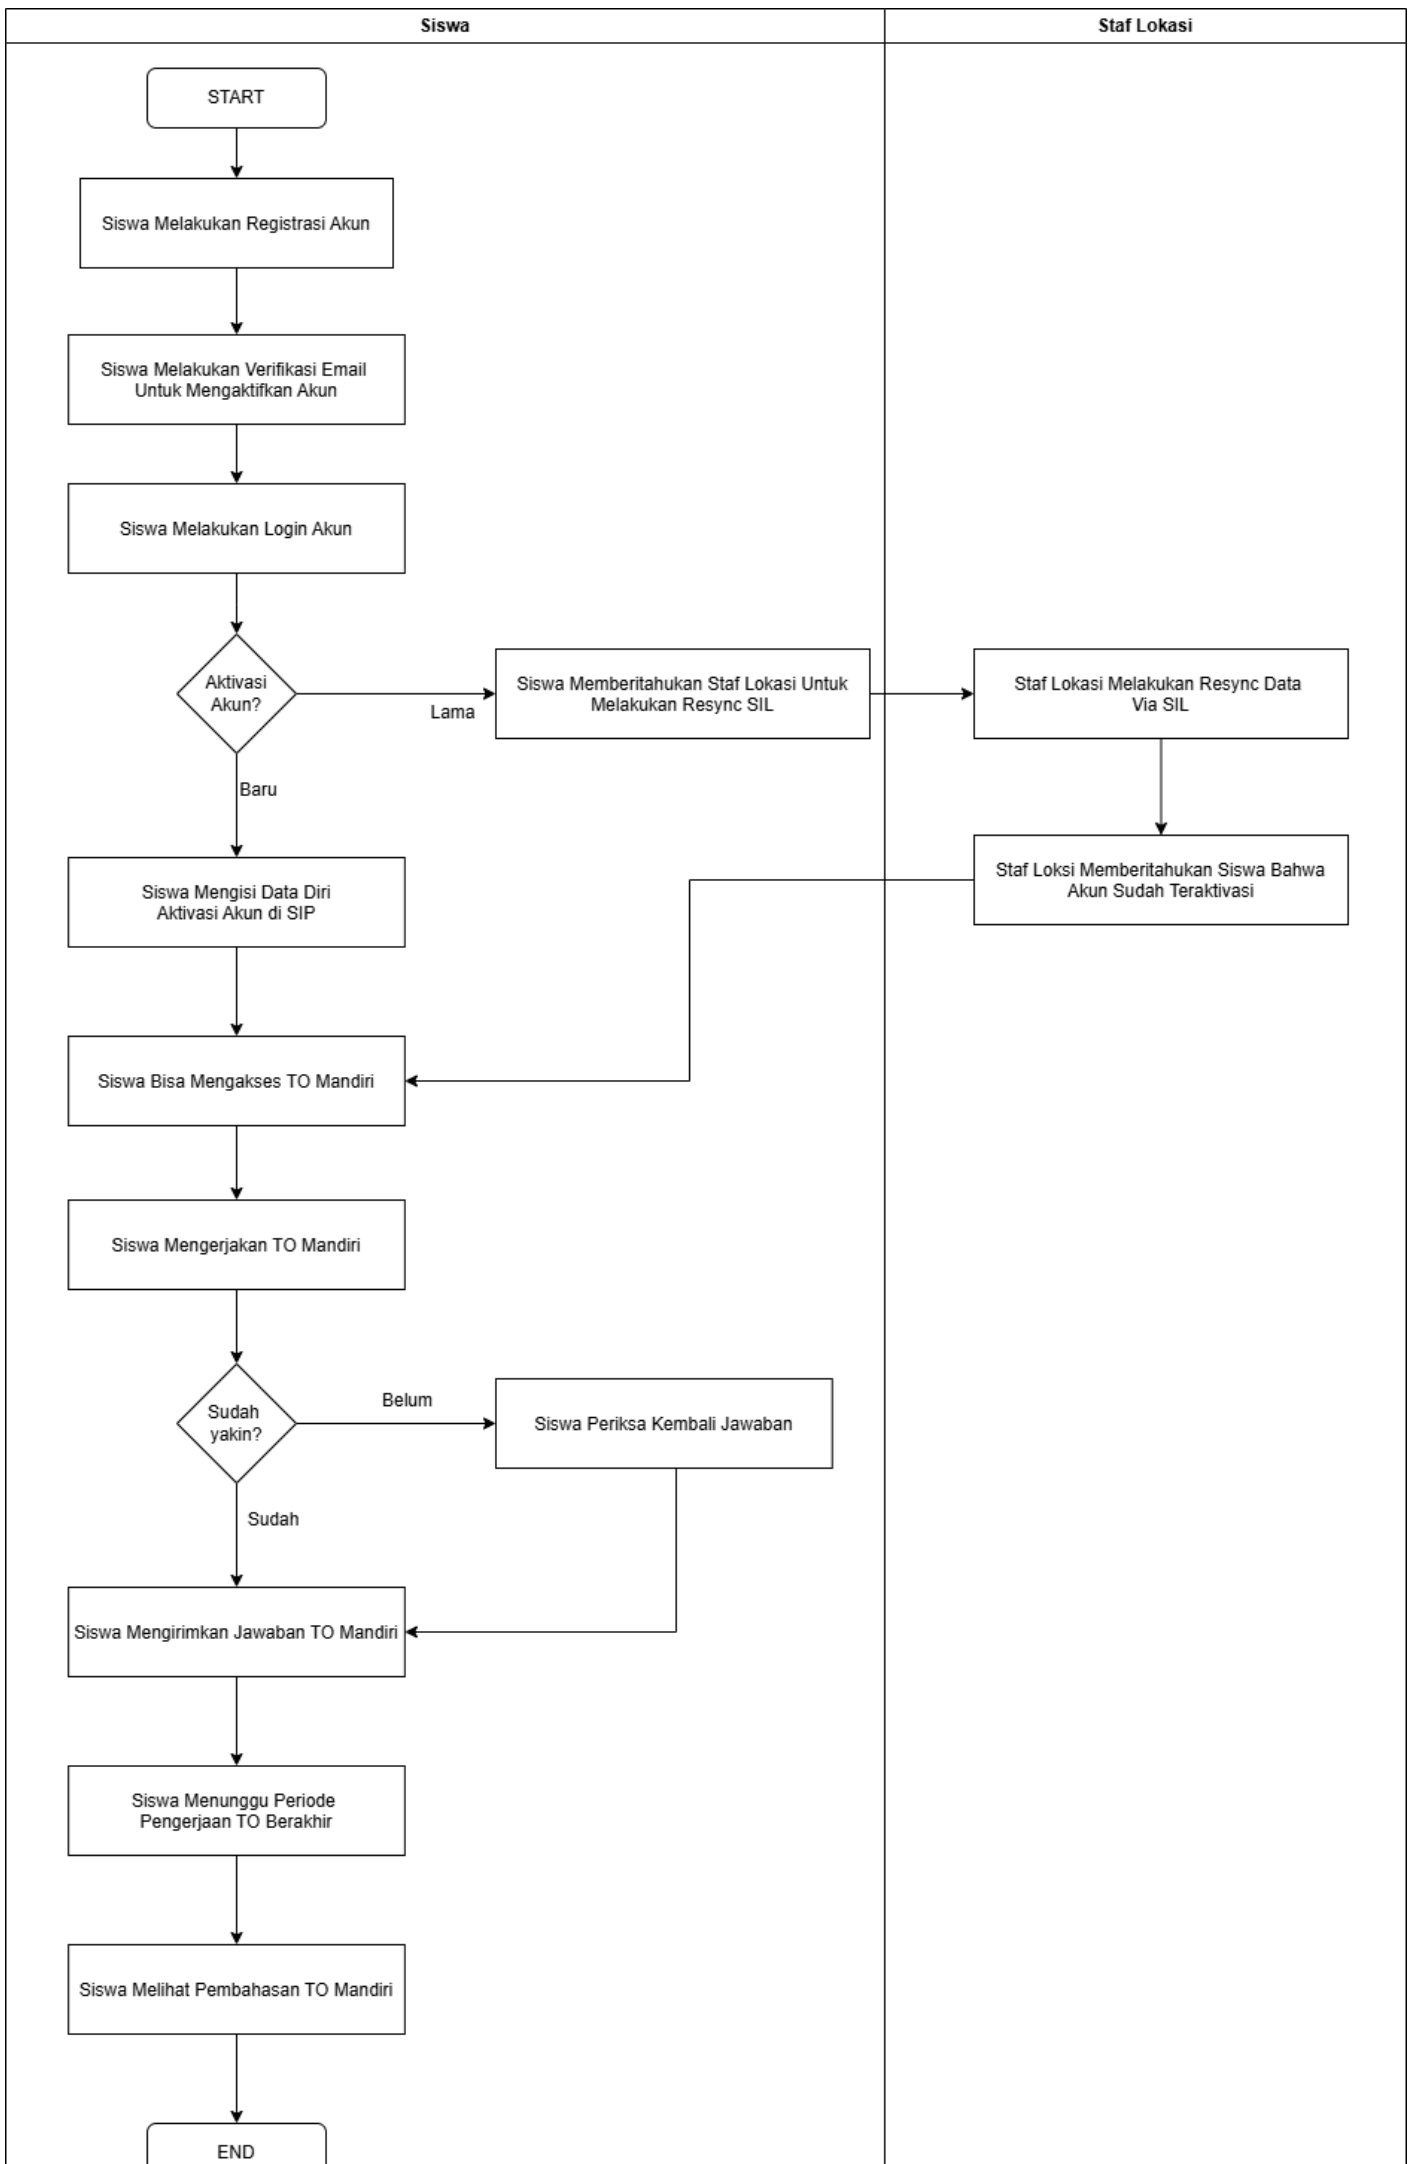 Siswa
Staf Lokasi
START
Siswa Melakukan Registrasi Akun
Siswa Melakukan Verifikasi Email
Untuk Mengaktifkan Akun
Siswa Melakukan Login Akun
Aktivasi
Akun?
Lama
Siswa Memberitahukan Staf Lokasi Untuk
Melakukan Resync SIL
Staf Lokasi Melakukan Resync Data
Via SIL
Baru
Staf Loksi Memberitahukan Siswa Bahwa
Akun Sudah Teraktivasi
Siswa Mengisi Data Diri
Aktivasi Akun di SIP
Siswa Bisa Mengakses TO Mandiri
Siswa Mengerjakan TO Mandiri
Sudah
yakin?
Belum
Siswa Periksa Kembali Jawaban
Sudah
Siswa Mengirimkan Jawaban TO Mandiri
Siswa Menunggu Periode
Pengerjaan TO Berakhir
Siswa Melihat Pembahasan TO Mandiri
END